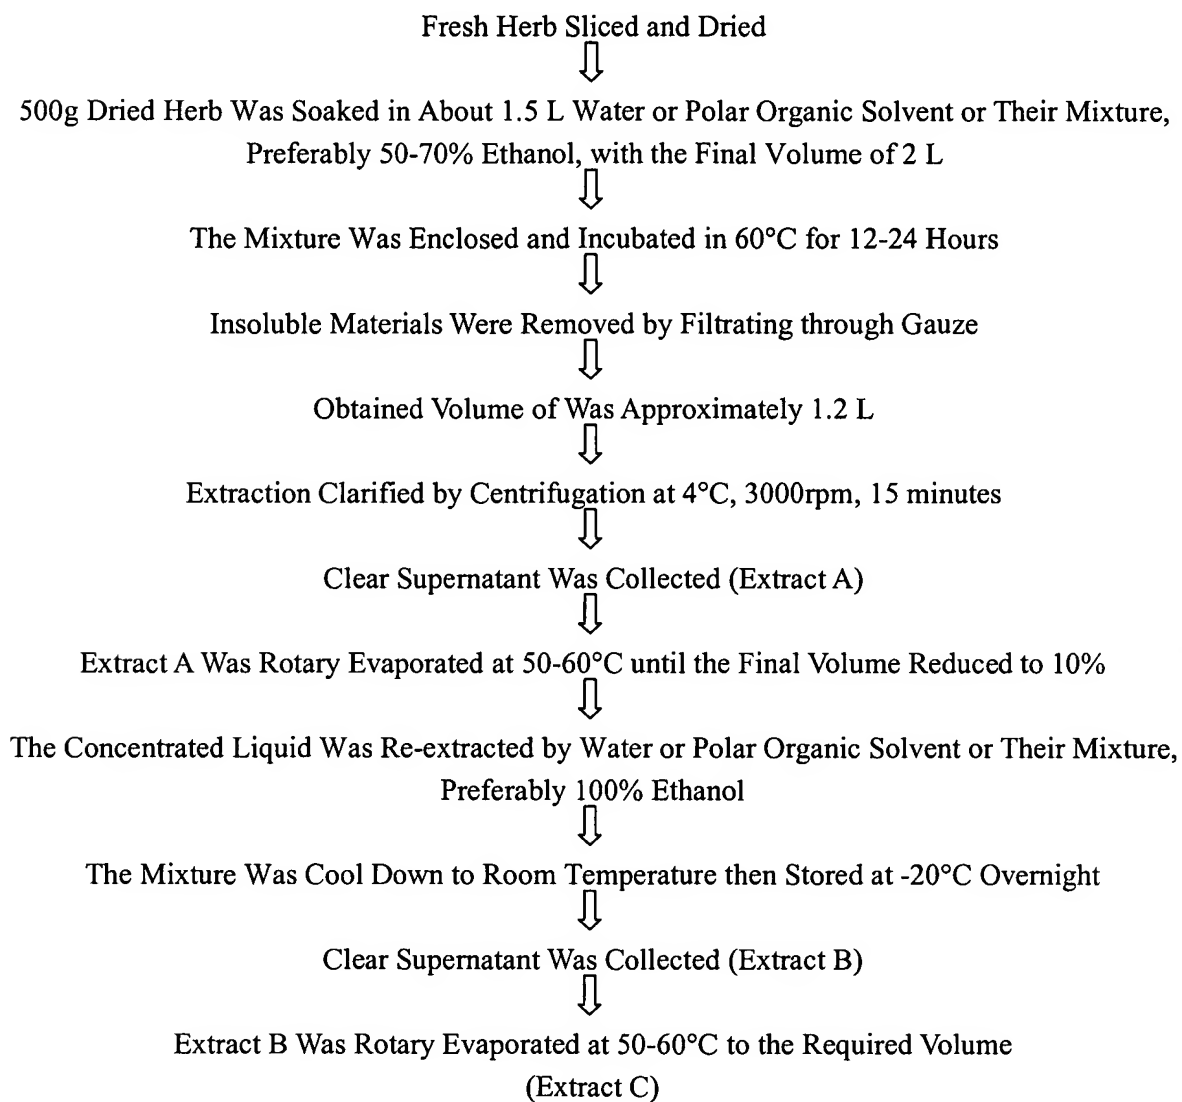 Fresh Herb Sliced and Dried
500g Dried Herb Was Soaked in About 1.5 L Water or Polar Organic Solvent or Their Mixture,
Preferably 50-70% Ethanol, with the Final Volume of 2 L
The Mixture Was Enclosed and Incubated in 60°C for 12-24 Hours
Insoluble Materials Were Removed by Filtrating through Gauze
Obtained Volume of Was Approximately 1.2 L
Extraction Clarified by Centrifugation at 4°C, 3000rpm, 15 minutes
Clear Supernatant Was Collected (Extract A)
Extract A Was Rotary Evaporated at 50-60°C until the Final Volume Reduced to 10%
The Concentrated Liquid Was Re-extracted by Water or Polar Organic Solvent or Their Mixture,
Preferably 100% Ethanol
The Mixture Was Cool Down to Room Temperature then Stored at -20°C Overnight
Clear Supernatant Was Collected (Extract B)
Extract B Was Rotary Evaporated at 50-60°C to the Required Volume
(Extract C)